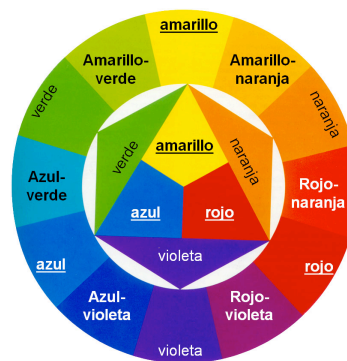 amarillo
Amarillo-
verde
Amarillo-
naranja
verde
naranja
amarillo
verde
naranja
Azul-
verde
Rojo-
naranja
azul
rojo
violeta
azul
rojo
Azul-
violeta
Rojo-
violeta
violeta